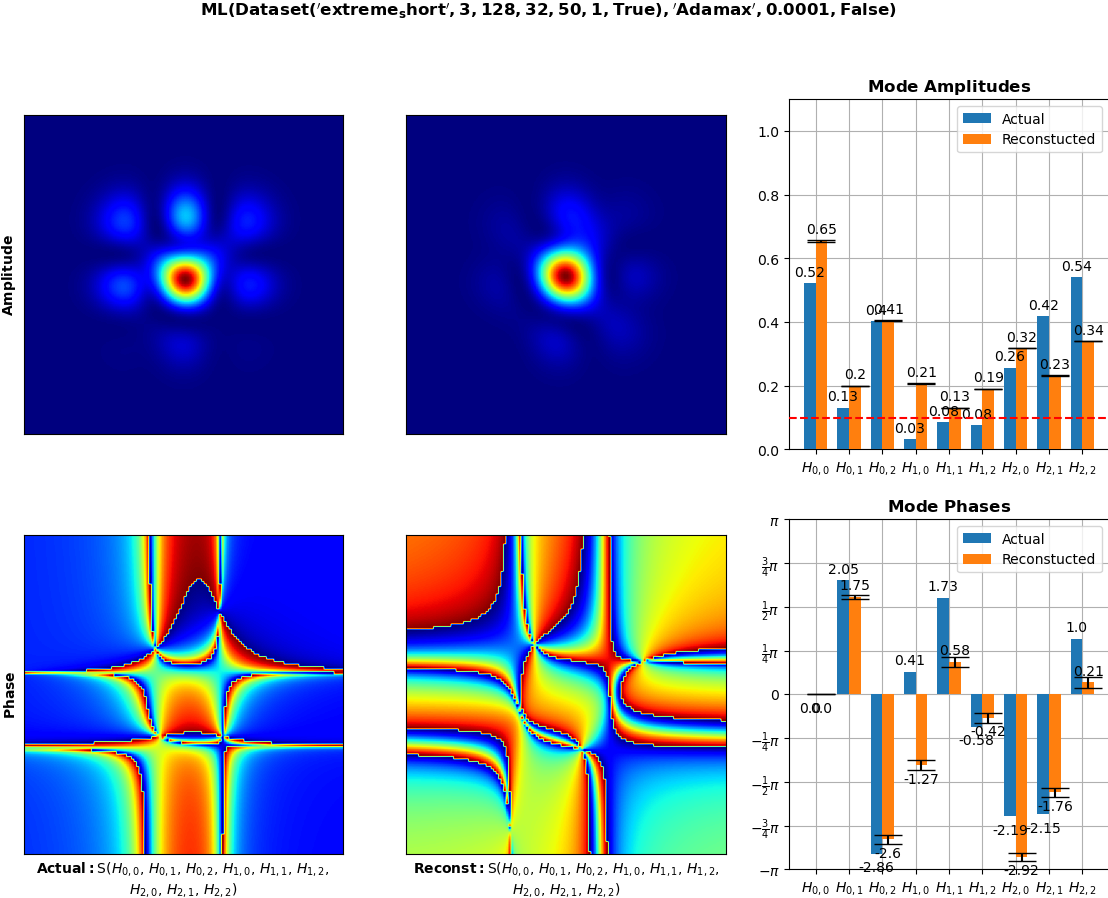 ML(Dataset('extreme_short', 3, 128, 32, 50, 1, True), 'Adamax', 0.0001, False)
Amplitude
Mode Amplitudes
Actual
Reconstucted
1.0
0.8
0.6
0.4
0.2
0.0
0.52
0.65
0.13
0.2
0.4
0.41
0.03
0.21
0.08
0.13
0.08
0.19
0.26
0.32
0.42
0.23
0.54
0.34
H0,0 H0,1 H0,2 H1,0 H1,1 H1,2 H2,0 H2,1 H2,2
Phase
Mode Phases
Actual
Reconstucted
π
3/4π
1/2π
1/4π
0
−1/4π
−1/2π
−3/4π
−π
0.0
0.0
2.05
1.75
-2.86
-2.6
0.41
-1.27
1.73
0.58
-0.58
-0.42
-2.19
-2.92
-2.15
-1.76
1.0
0.21
H0,0 H0,1 H0,2 H1,0 H1,1 H1,2 H2,0 H2,1 H2,2
Actual: S(H0,0, H0,1, H0,2, H1,0, H1,1, H1,2,
H2,0, H2,1, H2,2)
Reconst: S(H0,0, H0,1, H0,2, H1,0, H1,1, H1,2,
H2,0, H2,1, H2,2)